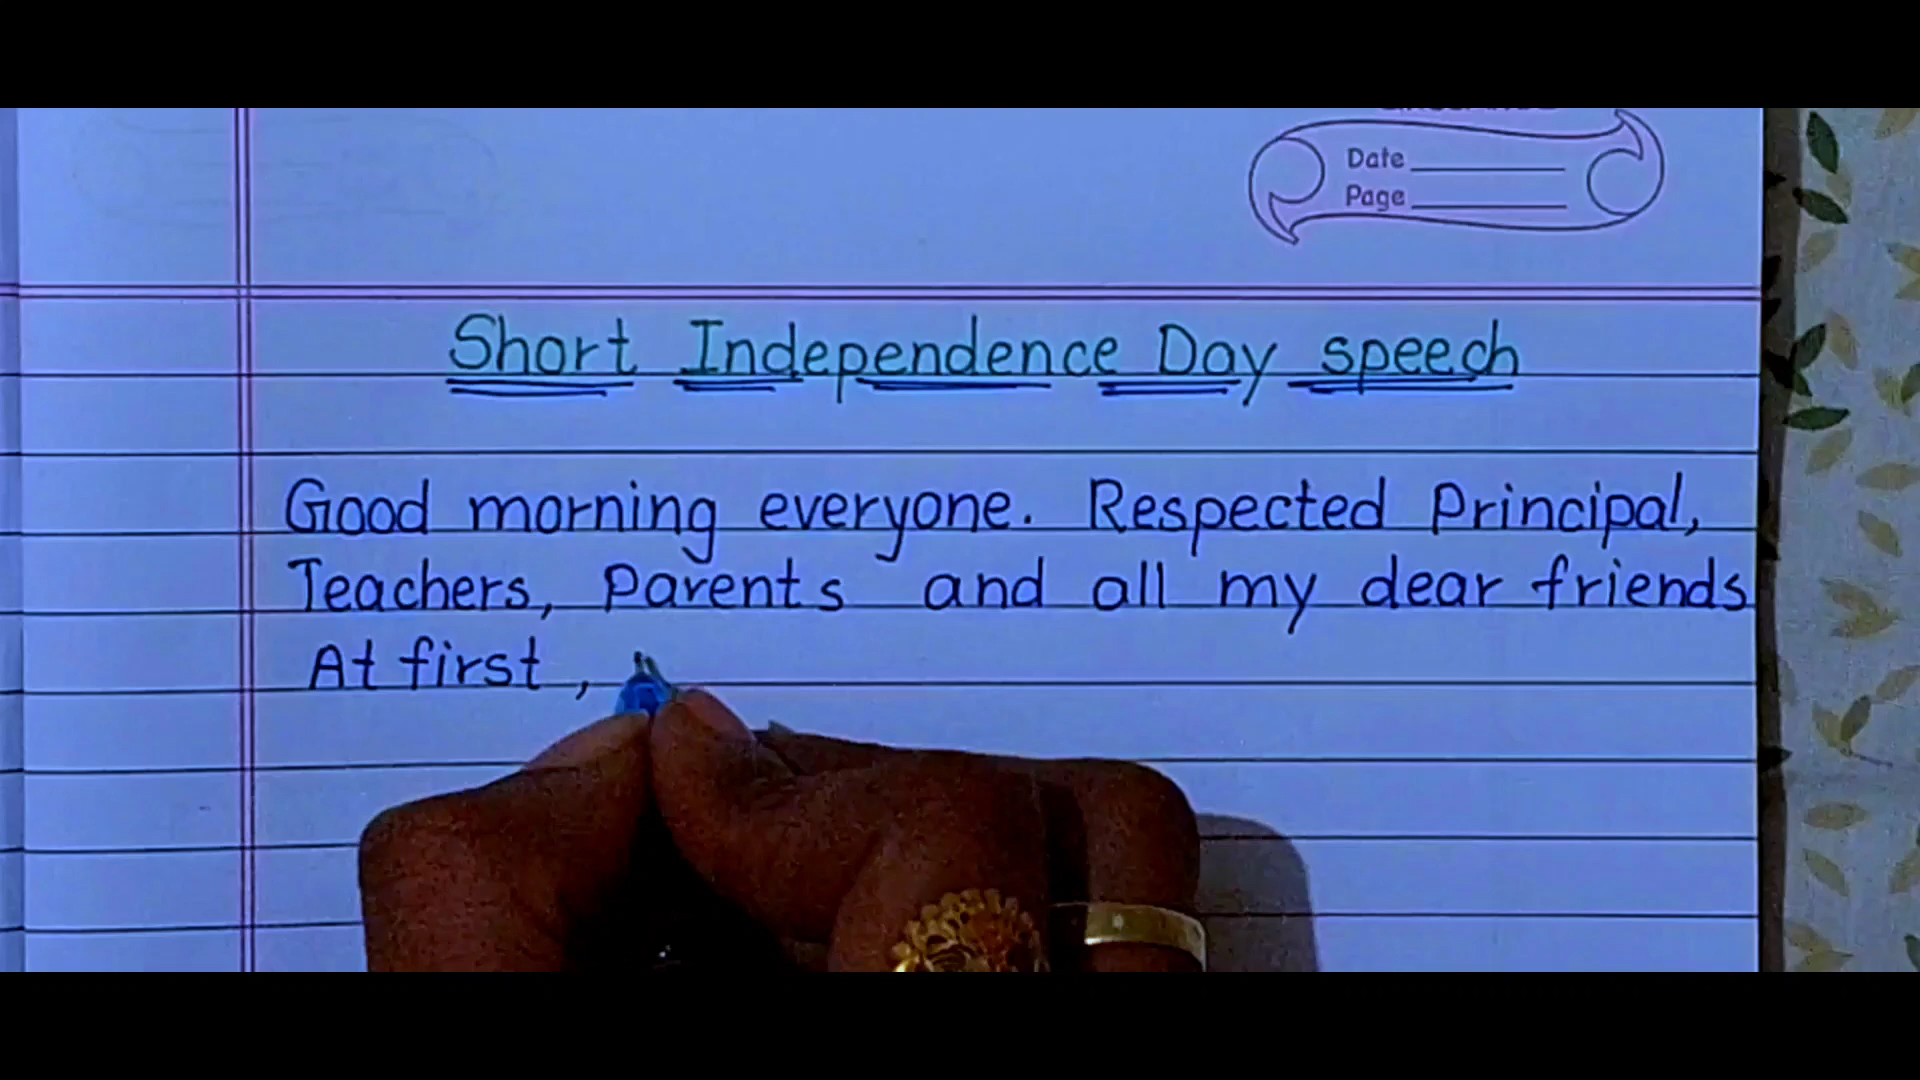 Date
Page
Short Independence Day speech
Good morning everyone. Respected Principal,
Teachers, Parents and all my dear friends
At first,